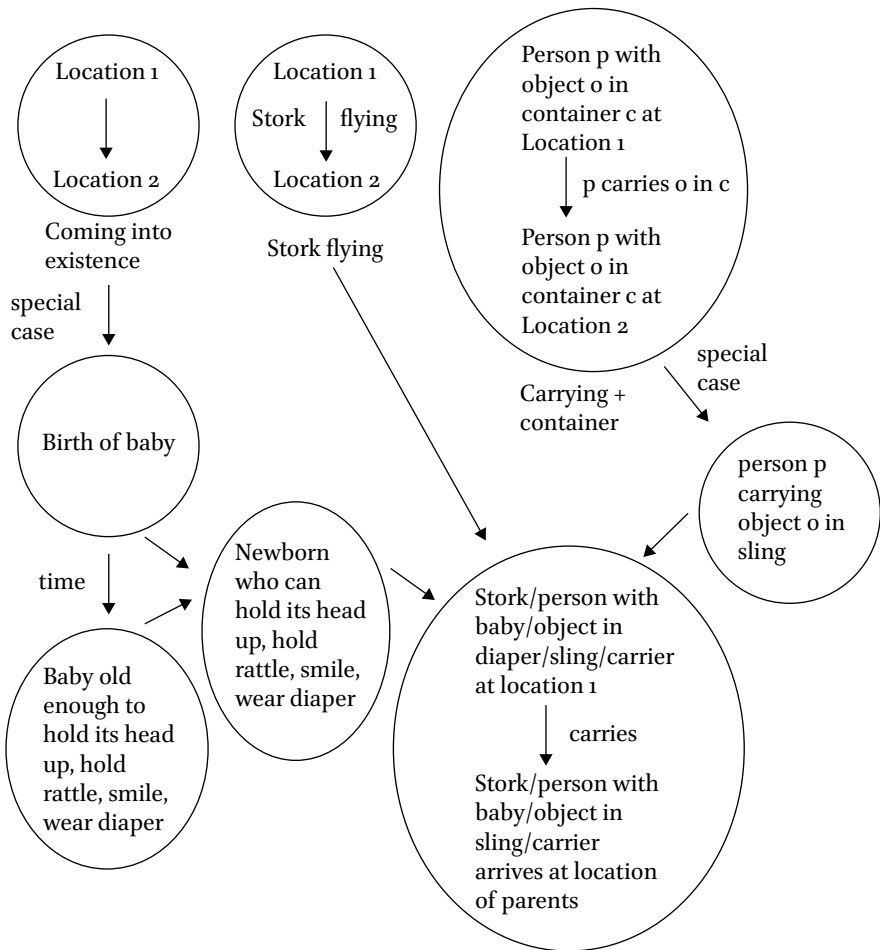 Location 1
Location 2
Coming into
existence
special
case
Birth of baby
time
Baby old
enough to
hold its head
up, hold
rattle, smile,
wear diaper
Newborn
who can
hold its head
up, hold
rattle, smile,
wear diaper
Location 1
Stork flying
Location 2
Stork flying
Person p with
object o in
container c at
Location 1
p carries o in c
Person p with
object o in
container c at
Location 2
Carrying +
container
special
case
person p
carrying
object o in
sling
Stork/person with
baby/object in
diaper/sling/carrier
at location 1
carries
Stork/person with
baby/object in
sling/carrier
arrives at location
of parents